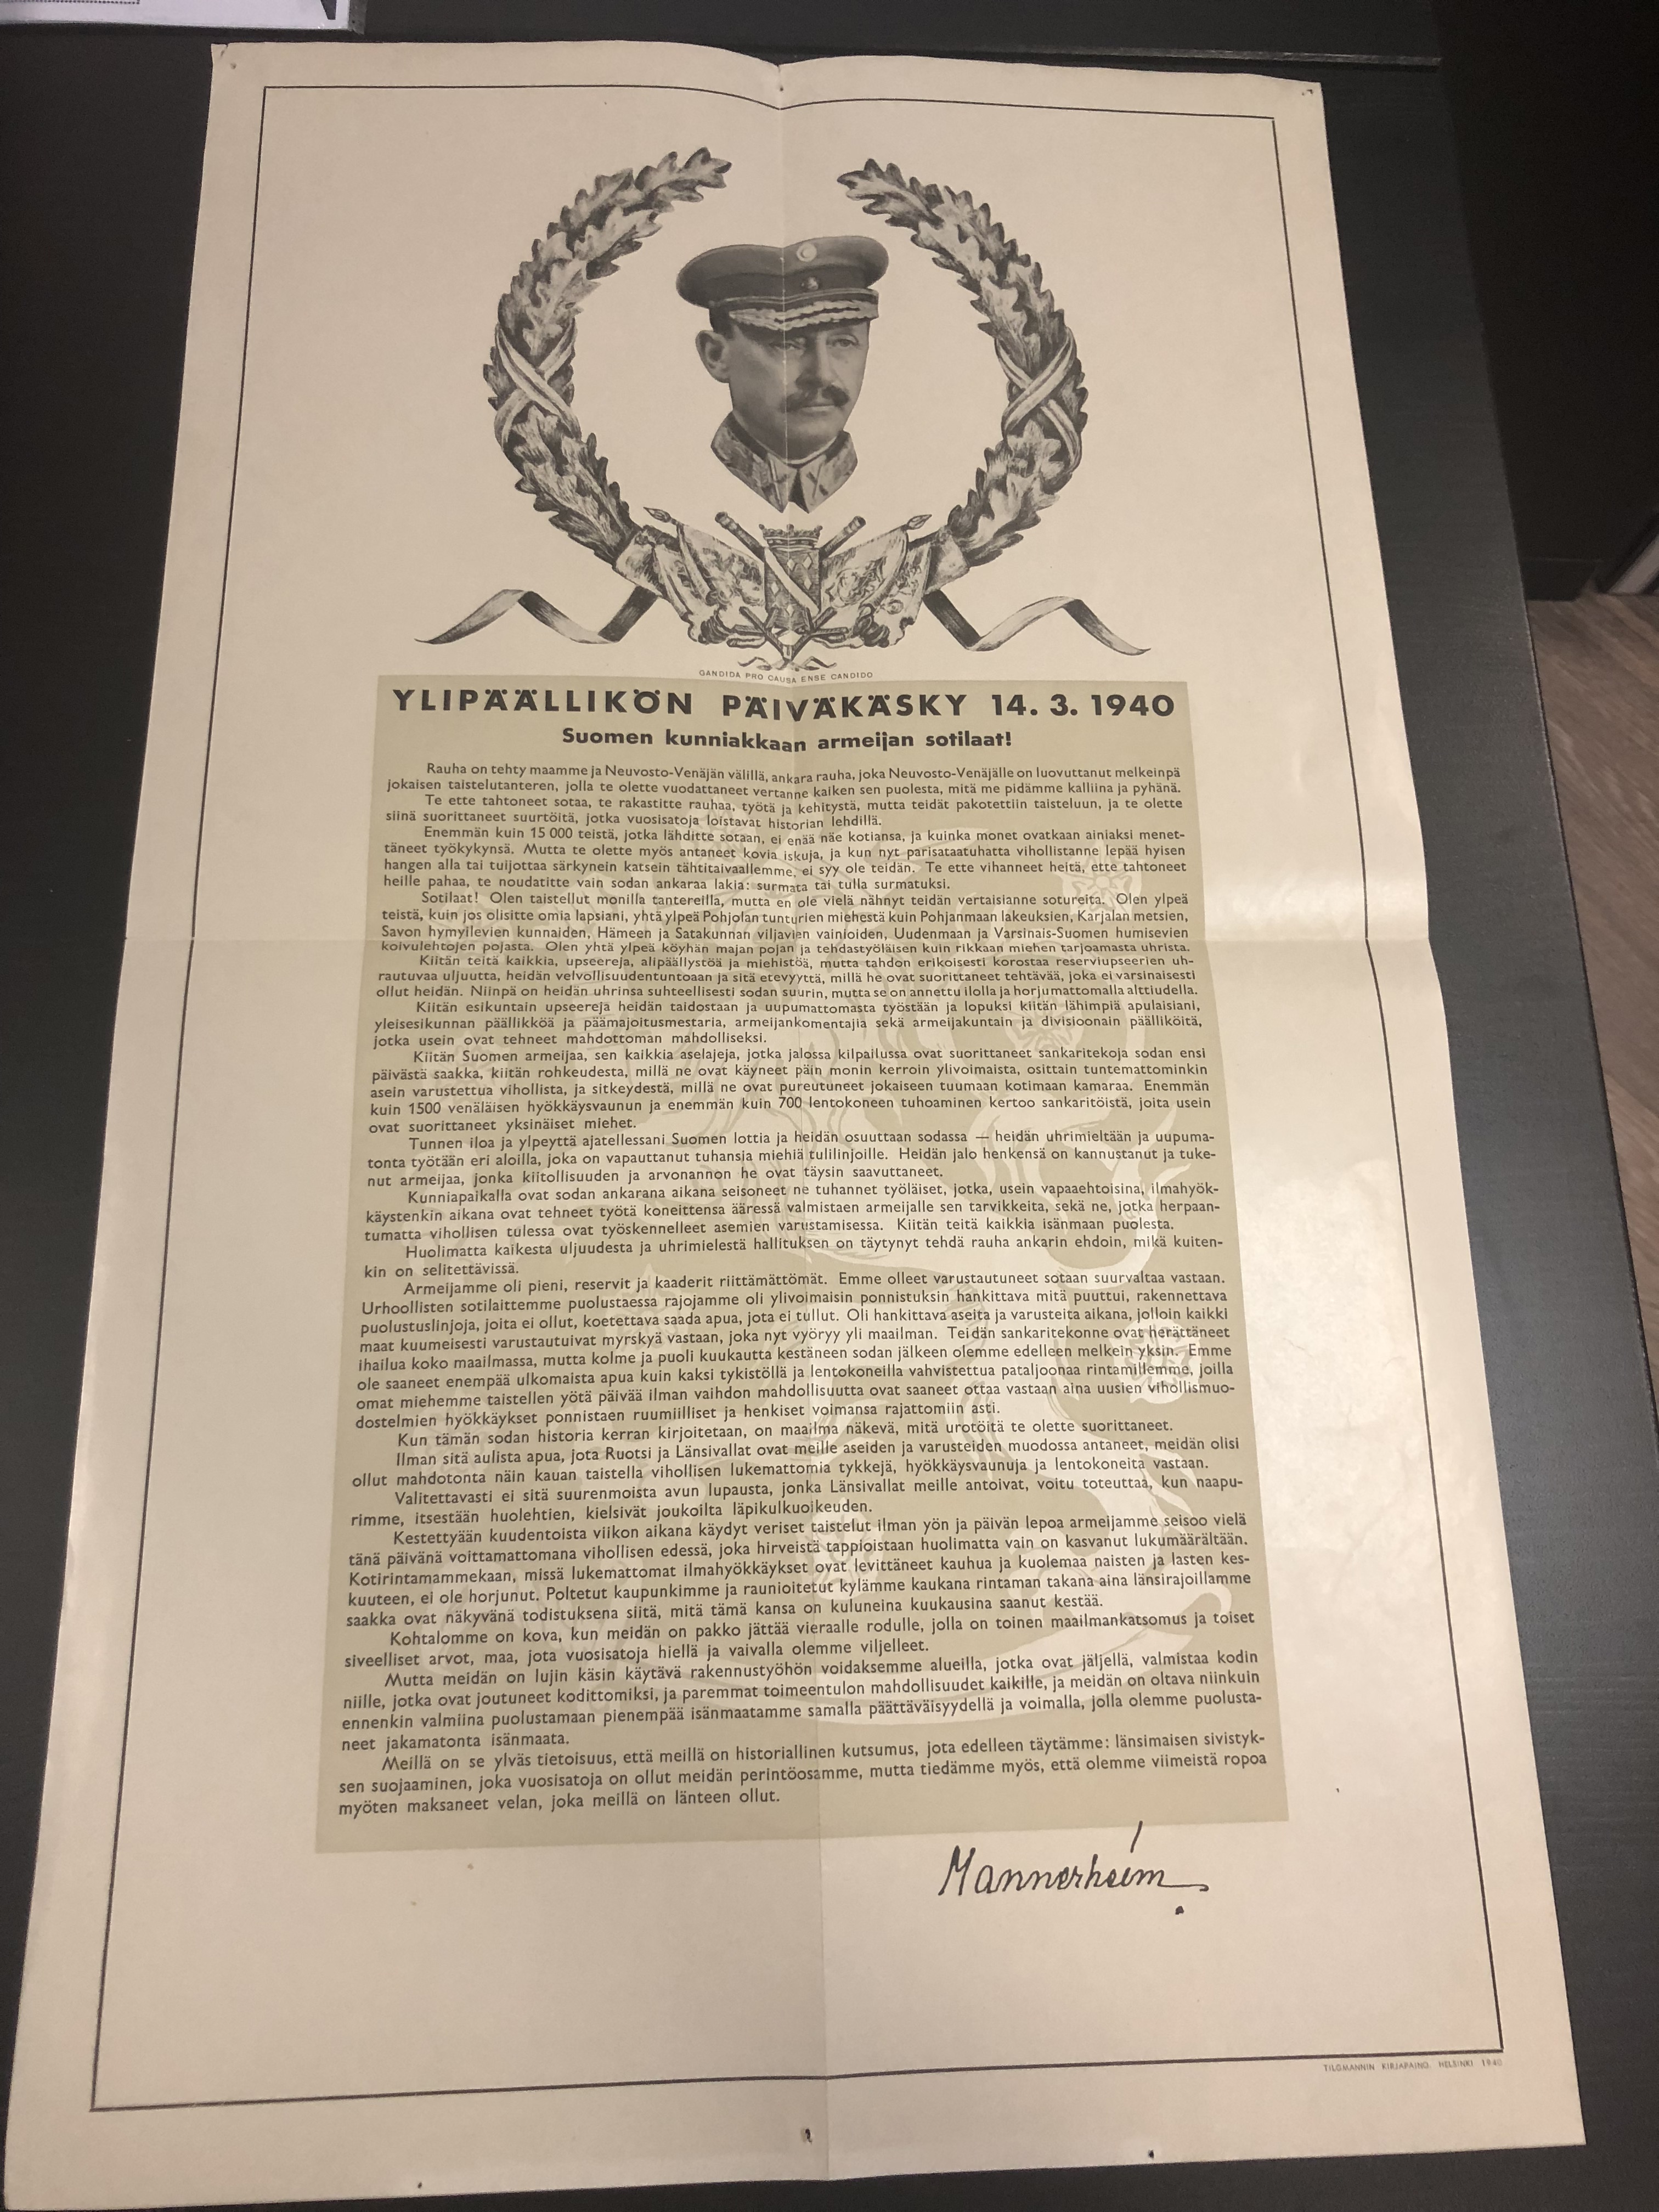 GANDIDA PRO CAUSA ENSE CANDIDO
YLIPÄÄLLIKÖN PÄIVÄKÄSKY 14. 3. 1940
Suomen kunniakkaan armeijan sotilaat!
Rauha on tehty maamme ja Neuvosto-Venäjän välillä, ankara rauha, joka Neuvosto-Venäjälle on luovuttanut melkeinpä
jokaisen taistelutanteren, jolla te olette vuodattaneet vertanne kaiken sen puolesta, mitä me pidämme kalliina ja pyhänä.
Te ette tahtoneet sotaa, te rakastitte rauhaa, työtä ja kehitystä, mutta teidät pakotettiin taisteluun, ja te olette
siinä suorittaneet suurtöitä, jotka vuosisatoja loistavat historian lehdillä.
Enemmän kuin 15 000 teistä, jotka lähditte sotaan, ei enää näe kotiansa, ja kuinka monet ovatkaan ainiaksi menet-
täneet työkykynsä. Mutta te olette myös antaneet kovia iskuja, ja kun nyt parisataatuhatta vihollistanne lepää hyisen
hangen alla tai tuijottaa särkynein katsein tähtitaivaallemme, ei syy ole teidän. Te ette vihanneet heitä, ette tahtoneet
heille pahaa, te noudatitte vain sodan ankaraa lakia: surmata tai tulla surmatuksi.
Sotilaat! Olen taistellut monilla tantereilla, mutta en ole vielä nähnyt teidän vertaisianne sotureita. Olen ylpeä
teistä, kuin jos olisitte omia lapsiani, yhtä ylpeä Pohjolan tunturien miehestä kuin Pohjanmaan lakeuksien, Karjalan metsien,
Savon hymyilevien kunnaiden, Hämeen ja Satakunnan viljavien vainioiden, Uudenmaan ja Varsinais-Suomen humisevien
koivulehtojen pojasta. Olen yhtä ylpeä köyhän majan pojan ja tehdastyöläisen kuin rikkaan miehen tarjoamasta uhrista.
Kiitän teitä kaikkia, upseereja, alipäällystöä ja miehistöä, mutta tahdon erikoisesti korostaa reserviupseerien uh-
rautuvaa uljuutta, heidän velvollisuudentuntoaan ja sitä etevyyttä, millä he ovat suorittaneet tehtävää, joka ei varsinaisesti
ollut heidän. Niinpä on heidän uhrinsa suhteellisesti sodan suurin, mutta se on annettu ilolla ja horjumattomalla alttiudella.
Kiitän esikuntain upseereja heidän taidostaan ja uupumattomasta työstään ja lopuksi kiitän lähimpiä apulaisiani,
yleisesikunnan päällikköä ja päämajoitusmestaria, armeijankomentajia sekä armeijakuntain ja divisioonain päälliköitä,
jotka usein ovat tehneet mahdottoman mahdolliseksi.
Kiitän Suomen armeijaa, sen kaikkia aselajeja, jotka jalossa kilpailussa ovat suorittaneet sankaritekoja sodan ensi
päivästä saakka, kiitän rohkeudesta, millä ne ovat käyneet päin monin kerroin ylivoimaista, osittain tuntemattominkin
asein varustettua vihollista, ja sitkeydestä, millä ne ovat pureutuneet jokaiseen tuumaan kotimaan kamaraa. Enemmän
kuin 1500 venäläisen hyökkäysvaunun ja enemmän kuin 700 lentokoneen tuhoaminen kertoo sankaritöistä, joita usein
ovat suorittaneet yksinäiset miehet.
Tunnen iloa ja ylpeyttä ajatellessani Suomen lottia ja heidän osuuttaan sodassa — heidän uhrimieltään ja uupuma-
tonta työtään eri aloilla, joka on vapauttanut tuhansia miehiä tulilinjoille. Heidän jalo henkensä on kannustanut ja tuke-
nut armeijaa, jonka kiitollisuuden ja arvonannon he ovat täysin saavuttaneet.
Kunniapaikalla ovat sodan ankarana aikana seisoneet ne tuhannet työläiset, jotka, usein vapaaehtoisina, ilmahyök-
käystenkin aikana ovat tehneet työtä koneittensa ääressä valmistaen armeijalle sen tarvikkeita, sekä ne, jotka herpaan-
tumatta vihollisen tulessa ovat työskennelleet asemien varustamisessa. Kiitän teitä kaikkia isänmaan puolesta.
Huolimatta kaikesta uljuudesta ja uhrimielestä hallituksen on täytynyt tehdä rauha ankarin ehdoin, mikä kuiten-
kin on selitettävissä.
Armeijamme oli pieni, reservit ja kaaderit riittämättömät. Emme olleet varustautuneet sotaan suurvaltaa vastaan.
Urhoollisten sotilaittemme puolustaessa rajojamme oli ylivoimaisin ponnistuksin hankittava mitä puuttui, rakennettava
puolustuslinjoja, joita ei ollut, koetettava saada apua, jota ei tullut. Oli hankittava aseita ja varusteita aikana, jolloin kaikki
maat kuumeisesti varustautuivat myrskyä vastaan, joka nyt vyöryy yli maailman. Teidän sankaritekonne ovat herättäneet
ihailua koko maailmassa, mutta kolme ja puoli kuukautta kestäneen sodan jälkeen olemme edelleen melkein yksin. Emme
ole saaneet enempää ulkomaista apua kuin kaksi tykistöllä ja lentokoneilla vahvistettua pataljoonaa rintamillemme, joilla
omat miehemme taistellen yötä päivää ilman vaihdon mahdollisuutta ovat saaneet ottaa vastaan aina uusien vihollismuo-
dostelmien hyökkäykset ponnistaen ruumiilliset ja henkiset voimansa rajattomiin asti.
Kun tämän sodan historia kerran kirjoitetaan, on maailma näkevä, mitä urotöitä te olette suorittaneet.
Ilman sitä aulista apua, jota Ruotsi ja Länsivallat ovat meille aseiden ja varusteiden muodossa antaneet, meidän olisi
ollut mahdotonta näin kauan taistella vihollisen lukemattomia tykkejä, hyökkäysvaunuja ja lentokoneita vastaan.
Valitettavasti ei sitä suurenmoista avun lupausta, jonka Länsivallat meille antoivat, voitu toteuttaa, kun naapu-
rimme, itsestään huolehtien, kielsivät joukoilta läpikulkuoikeuden.
Kestettyään kuudentoista viikon aikana käydyt veriset taistelut ilman yön ja päivän lepoa armeijamme seisoo vielä
tänä päivänä voittamattomana vihollisen edessä, joka hirveistä tappioistaan huolimatta vain on kasvanut lukumäärältään.
Kotirintamammekaan, missä lukemattomat ilmahyökkäykset ovat levittäneet kauhua ja kuolemaa naisten ja lasten kes-
kuuteen, ei ole horjunut. Poltetut kaupunkimme ja raunioitetut kylämme kaukana rintaman takana aina länsirajoillamme
saakka ovat näkyvänä todistuksena siitä, mitä tämä kansa on kuluneina kuukausina saanut kestää.
Kohtalomme on kova, kun meidän on pakko jättää vieraalle rodulle, jolla on toinen maailmankatsomus ja toiset
siveelliset arvot, maa, jota vuosisatoja hiellä ja vaivalla olemme viljelleet.
Mutta meidän on lujin käsin käytävä rakennustyöhön voidaksemme alueilla, jotka ovat jäljellä, valmistaa kodin
niille, jotka ovat joutuneet kodittomiksi, ja paremmat toimeentulon mahdollisuudet kaikille, ja meidän on oltava niinkuin
ennenkin valmiina puolustamaan pienempää isänmaatamme samalla päättäväisyydellä ja voimalla, jolla olemme puolusta-
neet jakamatonta isänmaata.
Meillä on se ylväs tietoisuus, että meillä on historiallinen kutsumus, jota edelleen täytämme: länsimaisen sivistyk-
sen suojaaminen, joka vuosisatoja on ollut meidän perintöosamme, mutta tiedämme myös, että olemme viimeistä ropoa
myöten maksaneet velan, joka meillä on länteen ollut.
Mannerheim
TILGMANNIN KIRJAPAINO, HELSINKI 1940